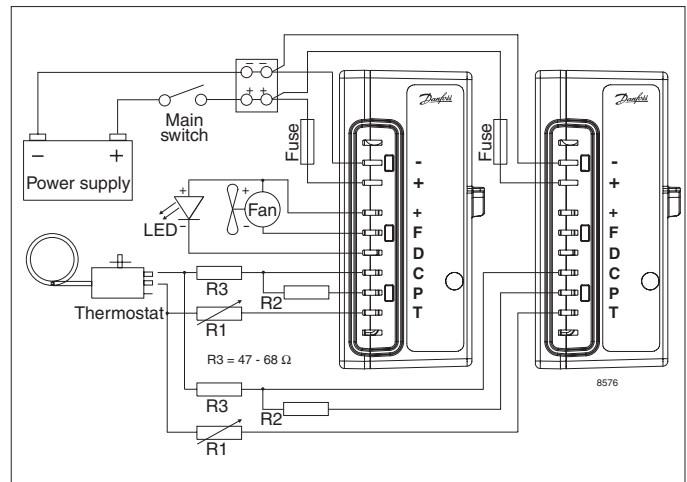 − −
+ +
Main
switch
− +
Power supply
Fuse
Fuse
Danfoss
Danfoss
-
+
+
F
D
C
P
T
-
+
+
F
D
C
P
T
+
LED
-
+
Fan
-
Thermostat
R3
R2
R1
R3 = 47 - 68 Ω
R3
R2
R1
8576